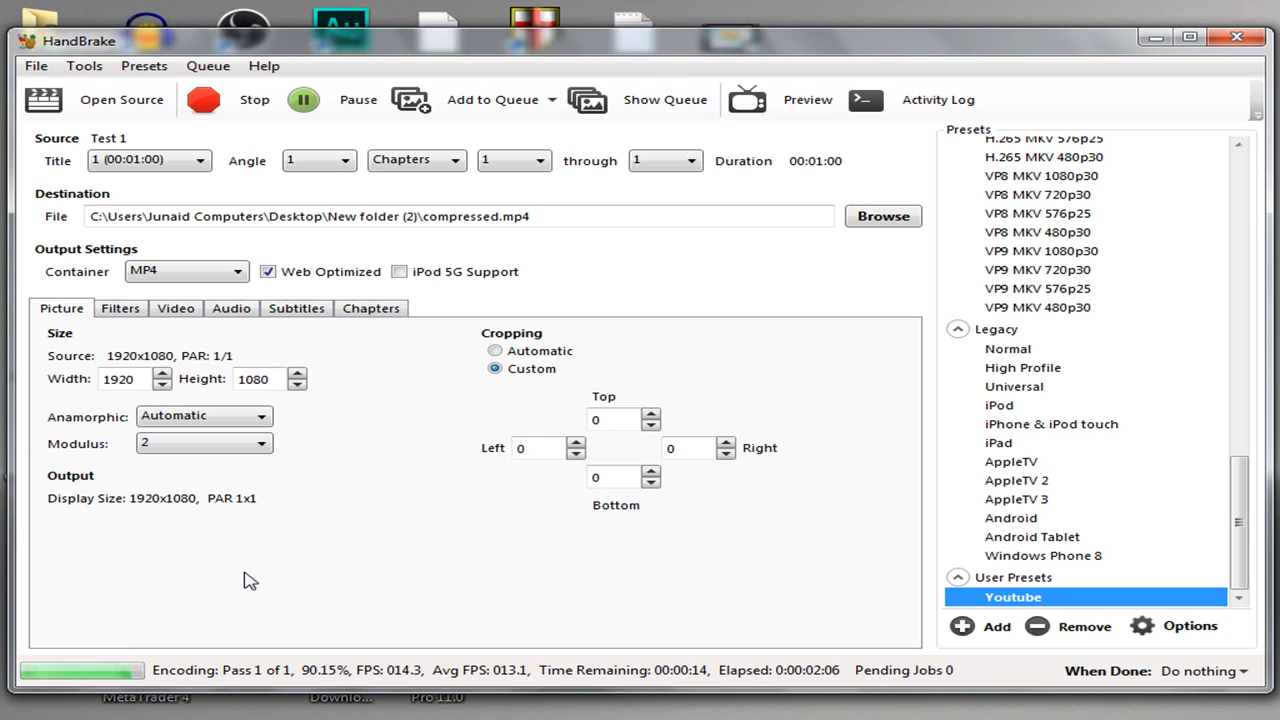 HandBrake
File Tools Presets Queue Help
Open Source Stop Pause Add to Queue Show Queue Preview Activity Log
Source Test 1
Title 1 (00:01:00) Angle 1 Chapters 1 through 1 Duration 00:01:00
Destination
File C:\Users\Junaid Computers\Desktop\New folder (2)\compressed.mp4 Browse
Output Settings
Container MP4 Web Optimized iPod 5G Support
Picture Filters Video Audio Subtitles Chapters
Size
Source: 1920x1080, PAR: 1/1
Width: 1920 Height: 1080
Anamorphic: Automatic
Modulus: 2
Output
Display Size: 1920x1080, PAR 1x1
Cropping
Automatic
Custom
Top
0
Left 0 0 Right
0
Bottom
Presets
H.265 MKV 576p25
H.265 MKV 480p30
VP8 MKV 1080p30
VP8 MKV 720p30
VP8 MKV 576p25
VP8 MKV 480p30
VP9 MKV 1080p30
VP9 MKV 720p30
VP9 MKV 576p25
VP9 MKV 480p30
Legacy
Normal
High Profile
Universal
iPod
iPhone & iPod touch
iPad
AppleTV
AppleTV 2
AppleTV 3
Android
Android Tablet
Windows Phone 8
User Presets
Youtube
Add Remove Options
Encoding: Pass 1 of 1, 90.15%, FPS: 014.3, Avg FPS: 013.1, Time Remaining: 00:00:14, Elapsed: 0:00:02:06 Pending Jobs 0 When Done: Do nothing
MetaTrader 4 Downlo... Pro 11.0